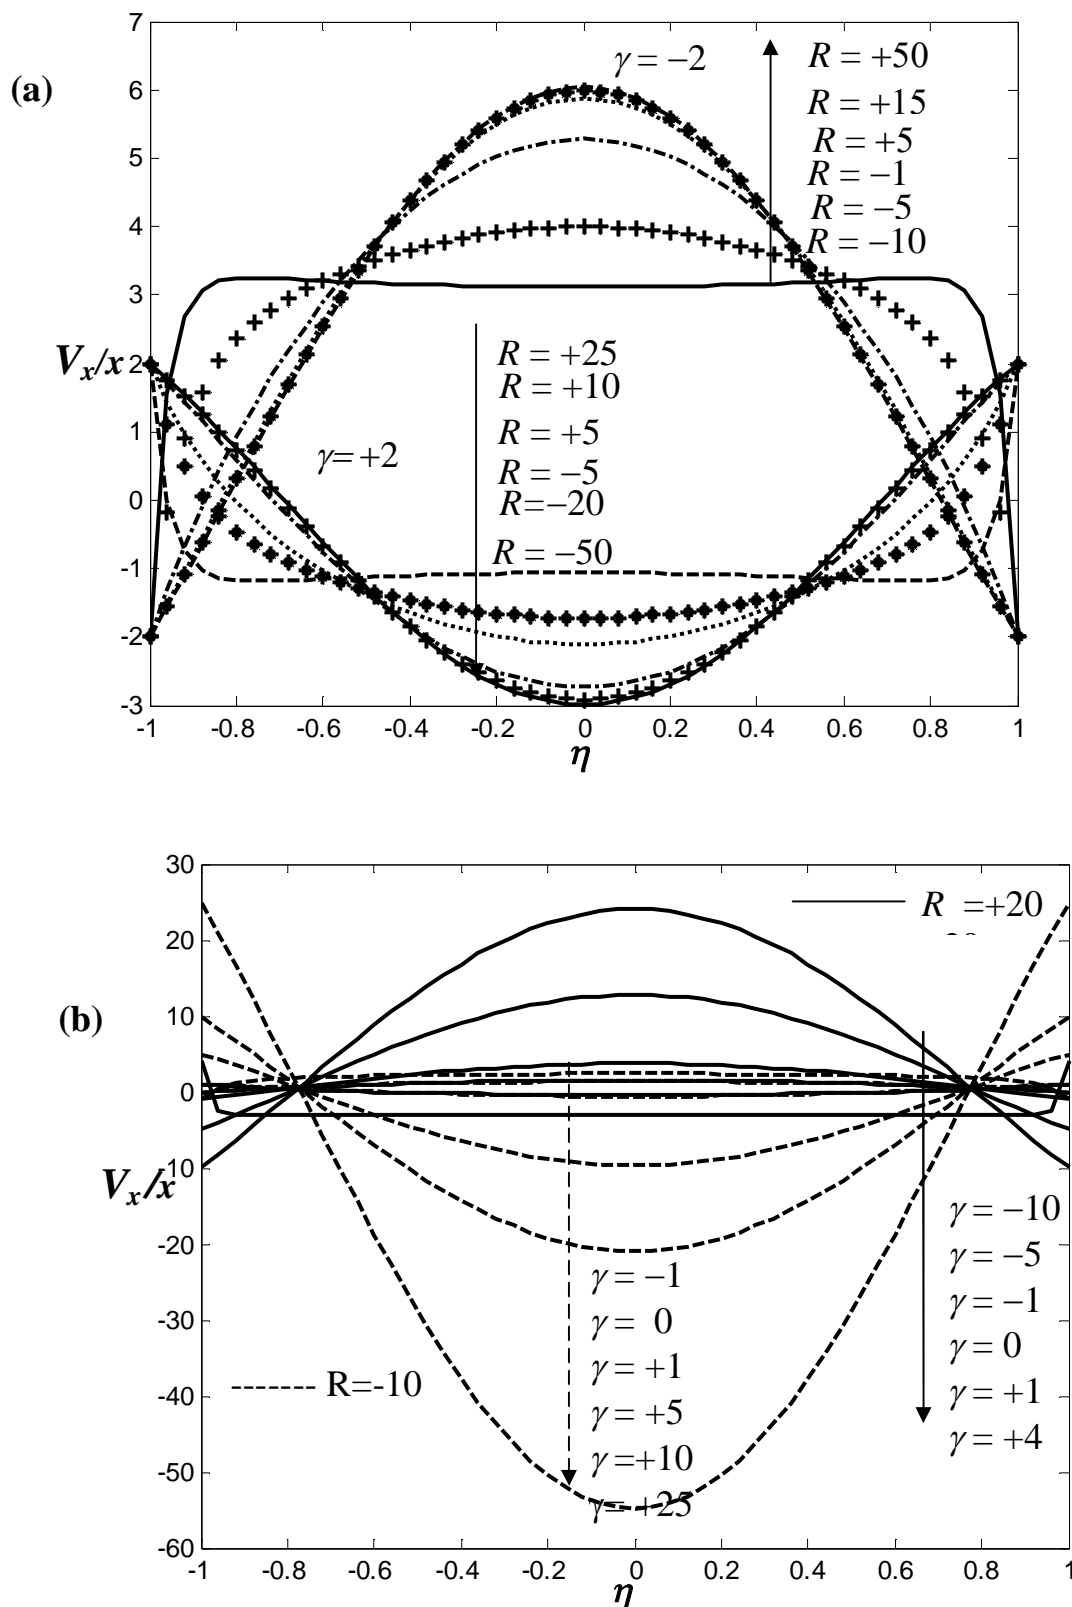 (a)
7
6
5
4
3
2
1
0
-1
-2
-3
V_x/x
γ = −2
R = +50
R = +15
R = +5
R = −1
R = −5
R = −10
γ = +2
R = +25
R = +10
R = +5
R = −5
R=−20
R = −50
-1 -0.8 -0.6 -0.4 -0.2 0 0.2 0.4 0.6 0.8 1
η
(b)
30
20
10
0
-10
-20
-30
-40
-50
-60
V_x/x
R =+20
γ = −1
γ = 0
γ = +1
γ = +5
γ =+10
γ = +25
γ = −10
γ = −5
γ = −1
γ = 0
γ = +1
γ = +4
R=-10
-1 -0.8 -0.6 -0.4 -0.2 0 0.2 0.4 0.6 0.8 1
η